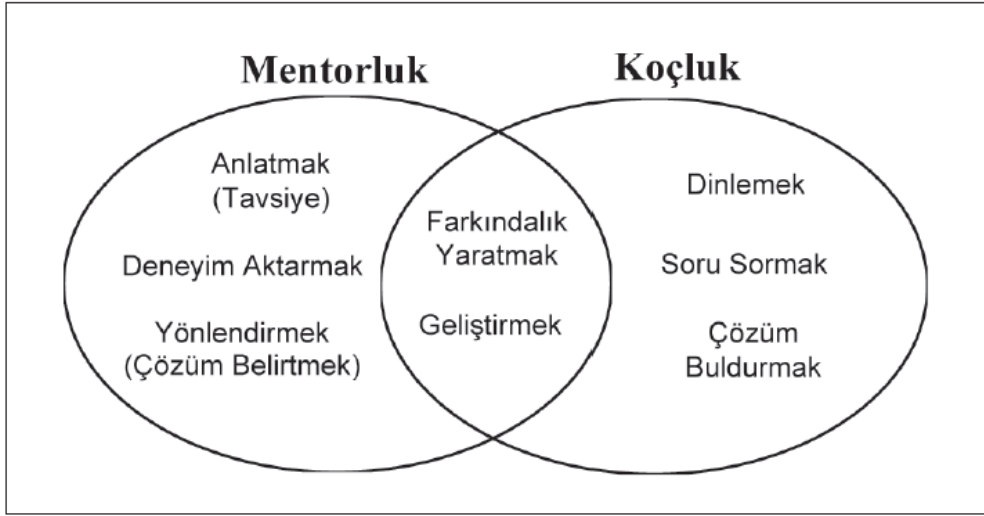 Mentorluk
Koçluk
Anlatmak
(Tavsiye)
Deneyim Aktarmak
Yönlendirmek
(Çözüm Belirtmek)
Farkındalık
Yaratmak
Geliştirmek
Dinlemek
Soru Sormak
Çözüm
Buldurmak